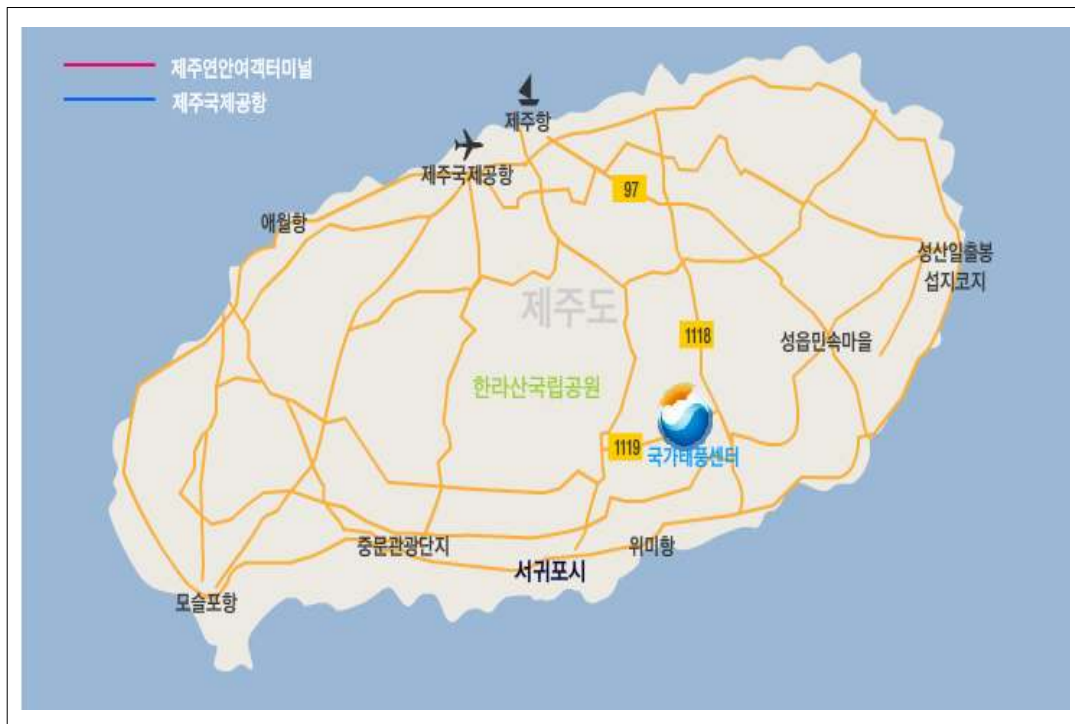 제주연안여객터미널
제주국제공항
제주항
제주국제공항
97
애월항
성산일출봉
섭지코지
제주도
1118
성읍민속마을
한라산국립공원
1119
국가태풍센터
중문관광단지
위미항
서귀포시
모슬포항